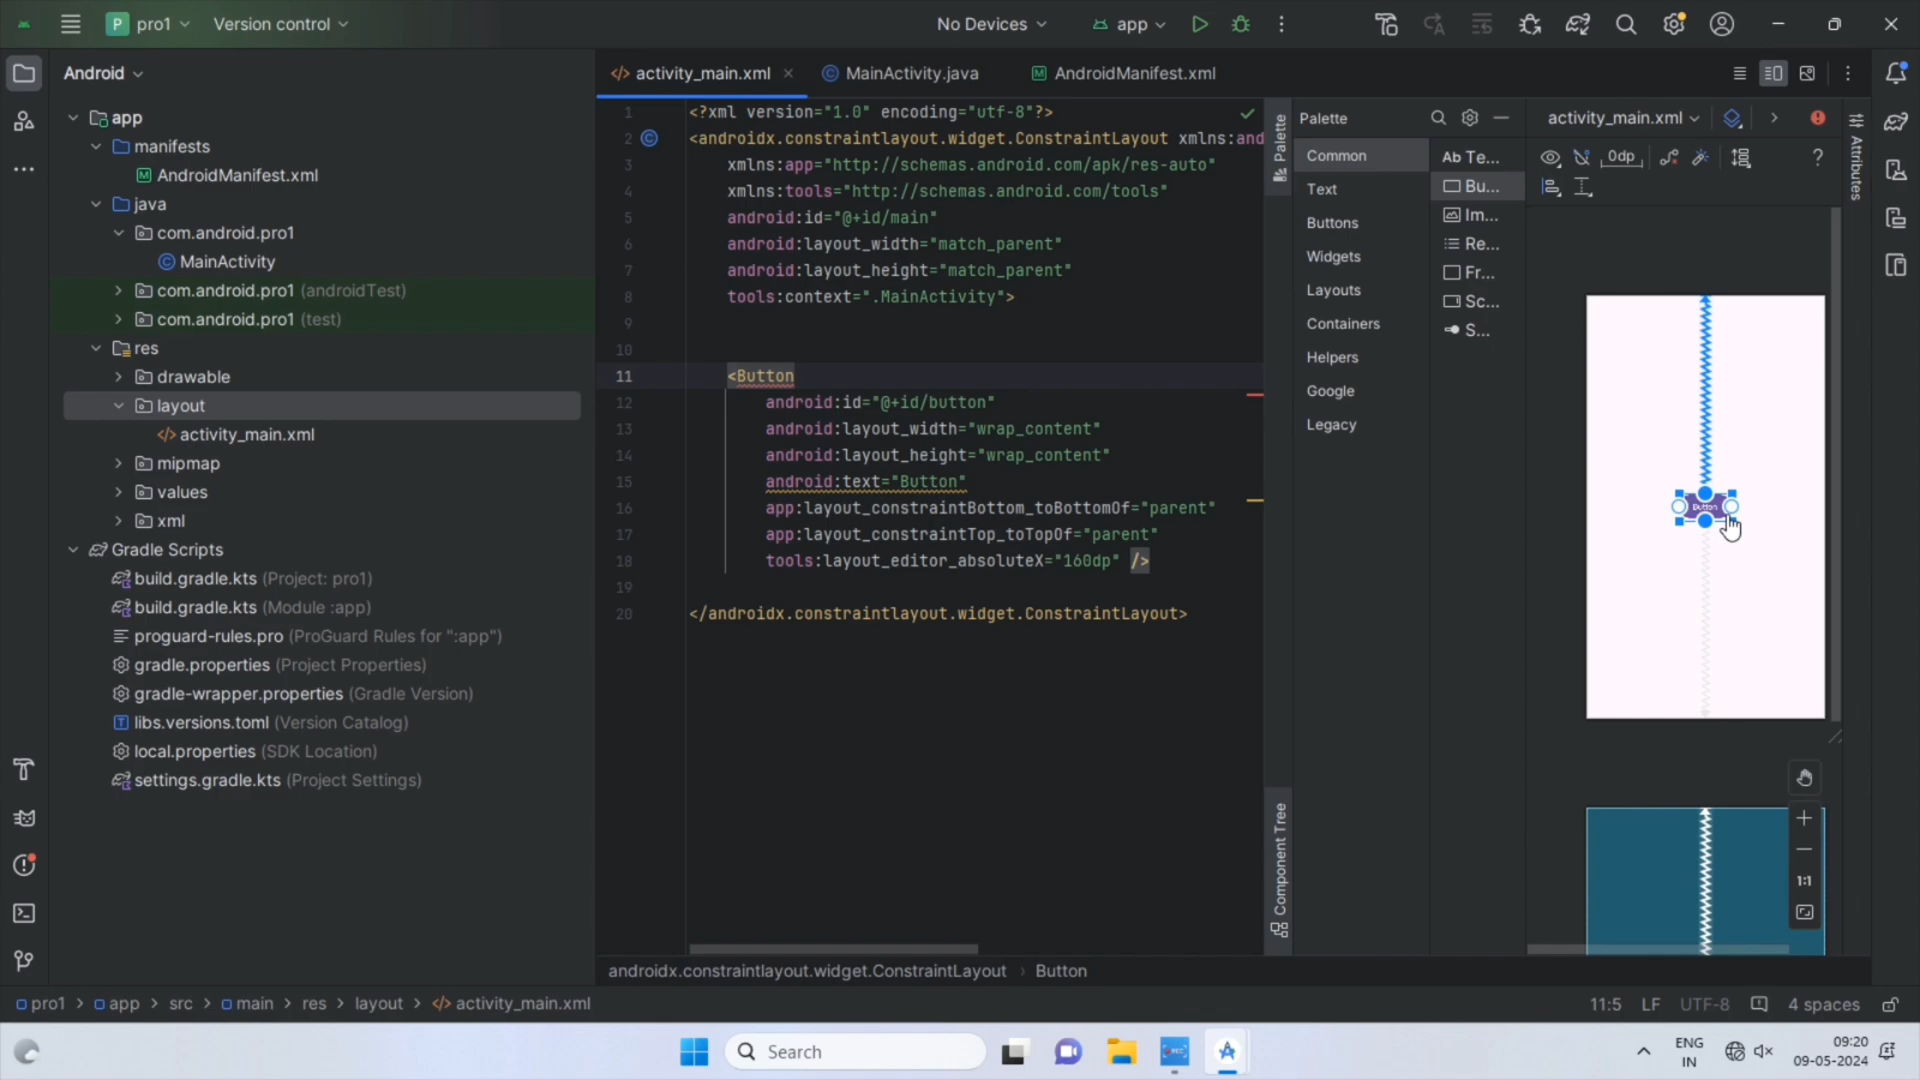 P pro1
Version control
No Devices
app
Android
app
manifests
AndroidManifest.xml
java
com.android.pro1
MainActivity
com.android.pro1 (androidTest)
com.android.pro1 (test)
res
drawable
layout
activity_main.xml
mipmap
values
xml
Gradle Scripts
build.gradle.kts (Project: pro1)
build.gradle.kts (Module :app)
proguard-rules.pro (ProGuard Rules for ":app")
gradle.properties (Project Properties)
gradle-wrapper.properties (Gradle Version)
libs.versions.toml (Version Catalog)
local.properties (SDK Location)
settings.gradle.kts (Project Settings)
activity_main.xml
MainActivity.java
AndroidManifest.xml
1 <?xml version="1.0" encoding="utf-8"?>
2 <androidx.constraintlayout.widget.ConstraintLayout xmlns:and
3 xmlns:app="http://schemas.android.com/apk/res-auto"
4 xmlns:tools="http://schemas.android.com/tools"
5 android:id="@+id/main"
6 android:layout_width="match_parent"
7 android:layout_height="match_parent"
8 tools:context=".MainActivity">
9
10
11 <Button
12 android:id="@+id/button"
13 android:layout_width="wrap_content"
14 android:layout_height="wrap_content"
15 android:text="Button"
16 app:layout_constraintBottom_toBottomOf="parent"
17 app:layout_constraintTop_toTopOf="parent"
18 tools:layout_editor_absoluteX="160dp" />
19
20 </androidx.constraintlayout.widget.ConstraintLayout>
androidx.constraintlayout.widget.ConstraintLayout › Button
Palette
Component Tree
Palette
Common
Text
Buttons
Widgets
Layouts
Containers
Helpers
Google
Legacy
Ab Te...
Bu...
Im...
Re...
Fr...
Sc...
S...
activity_main.xml
0dp
?
Button
1:1
Attributes
pro1 > app > src > main > res > layout > activity_main.xml
11:5 LF UTF-8 4 spaces
Search
REC
ENG
IN
09:20
09-05-2024